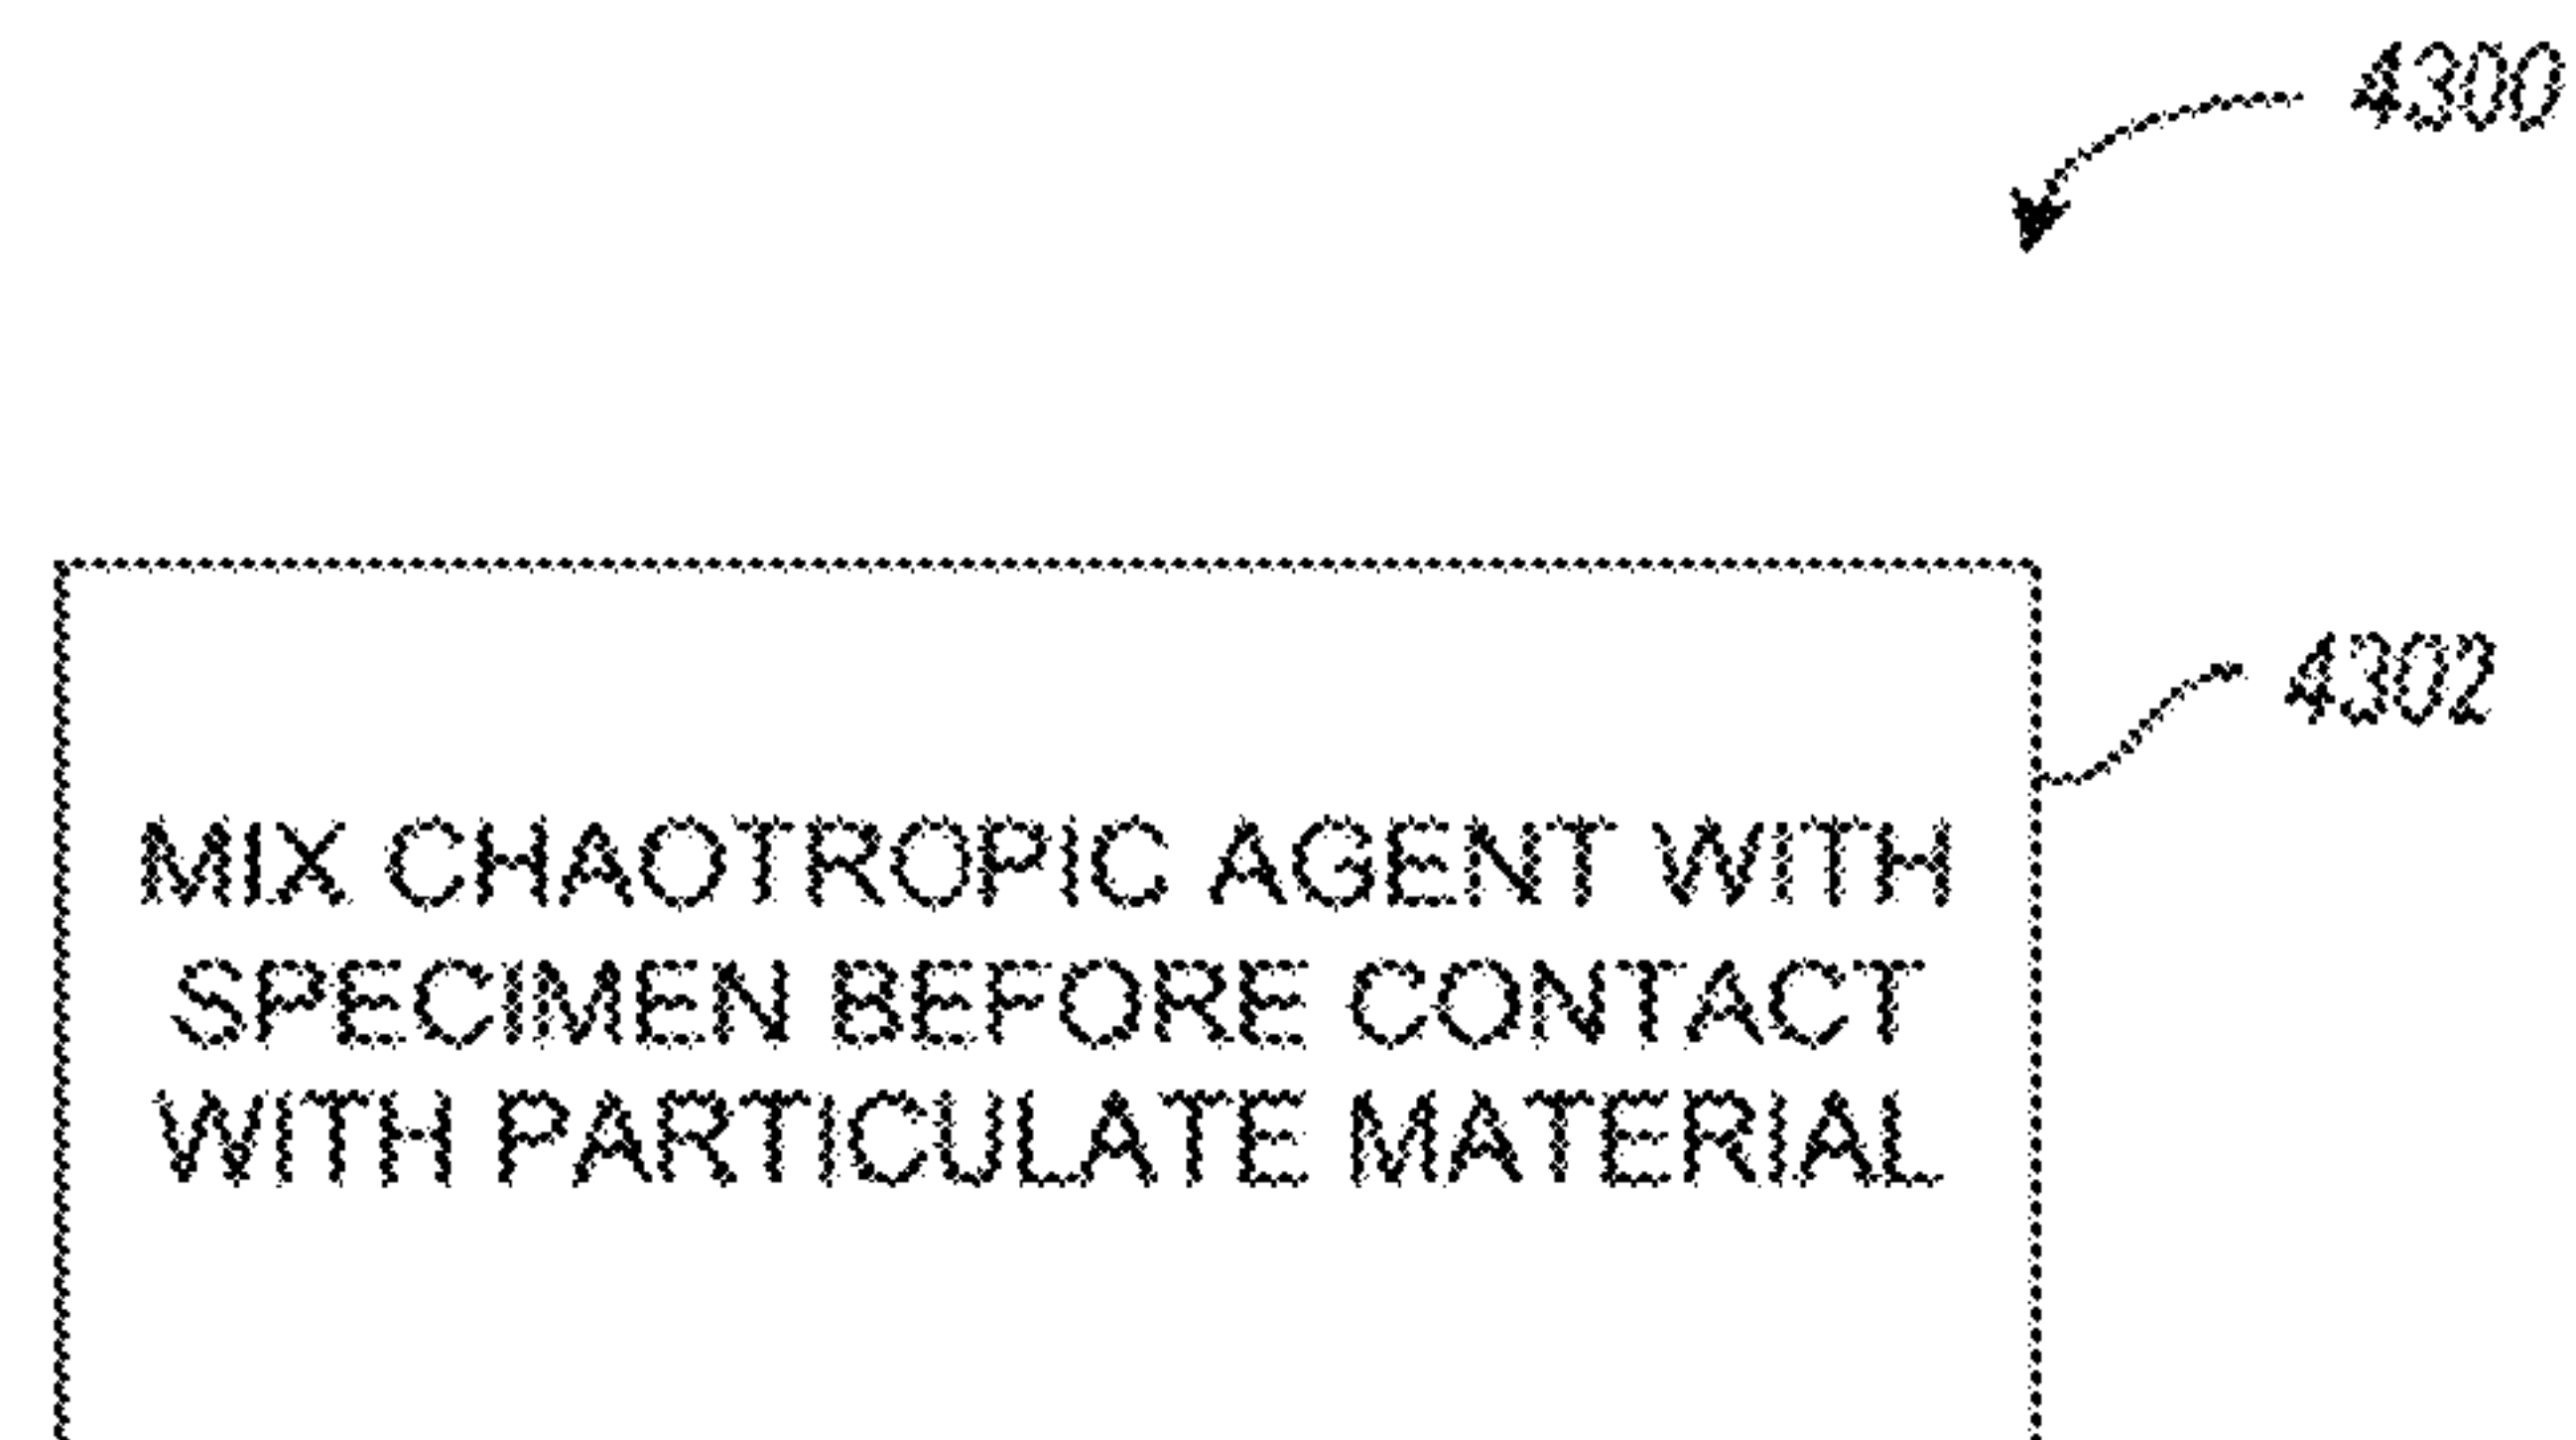 4300
4302
MIX CHAOTROPIC AGENT WITH
SPECIMEN BEFORE CONTACT
WITH PARTICULATE MATERIAL